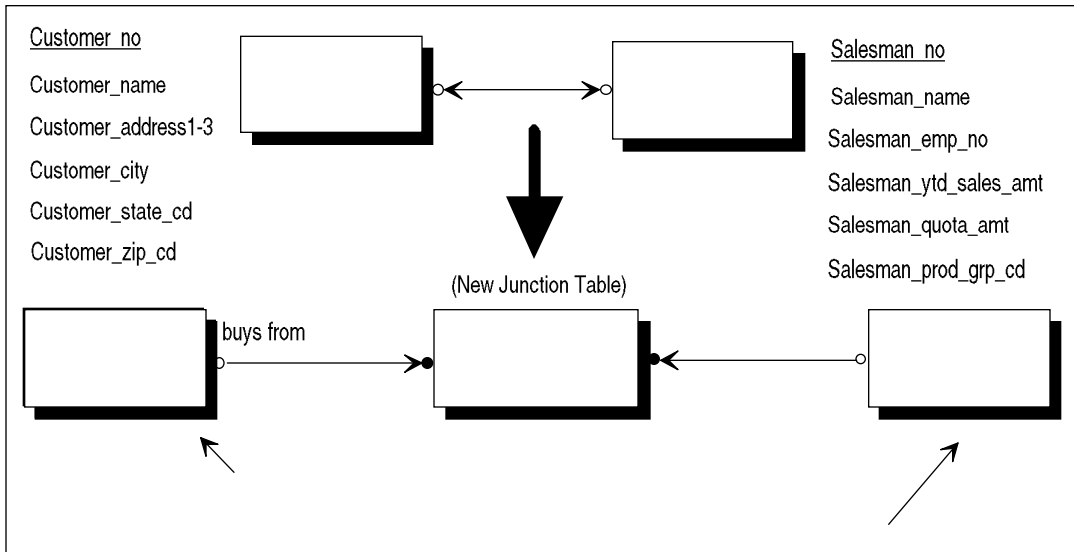 Customer_no
Customer_name
Customer_address1-3
Customer_city
Customer_state_cd
Customer_zip_cd
Salesman_no
Salesman_name
Salesman_emp_no
Salesman_ytd_sales_amt
Salesman_quota_amt
Salesman_prod_grp_cd
(New Junction Table)
buys from